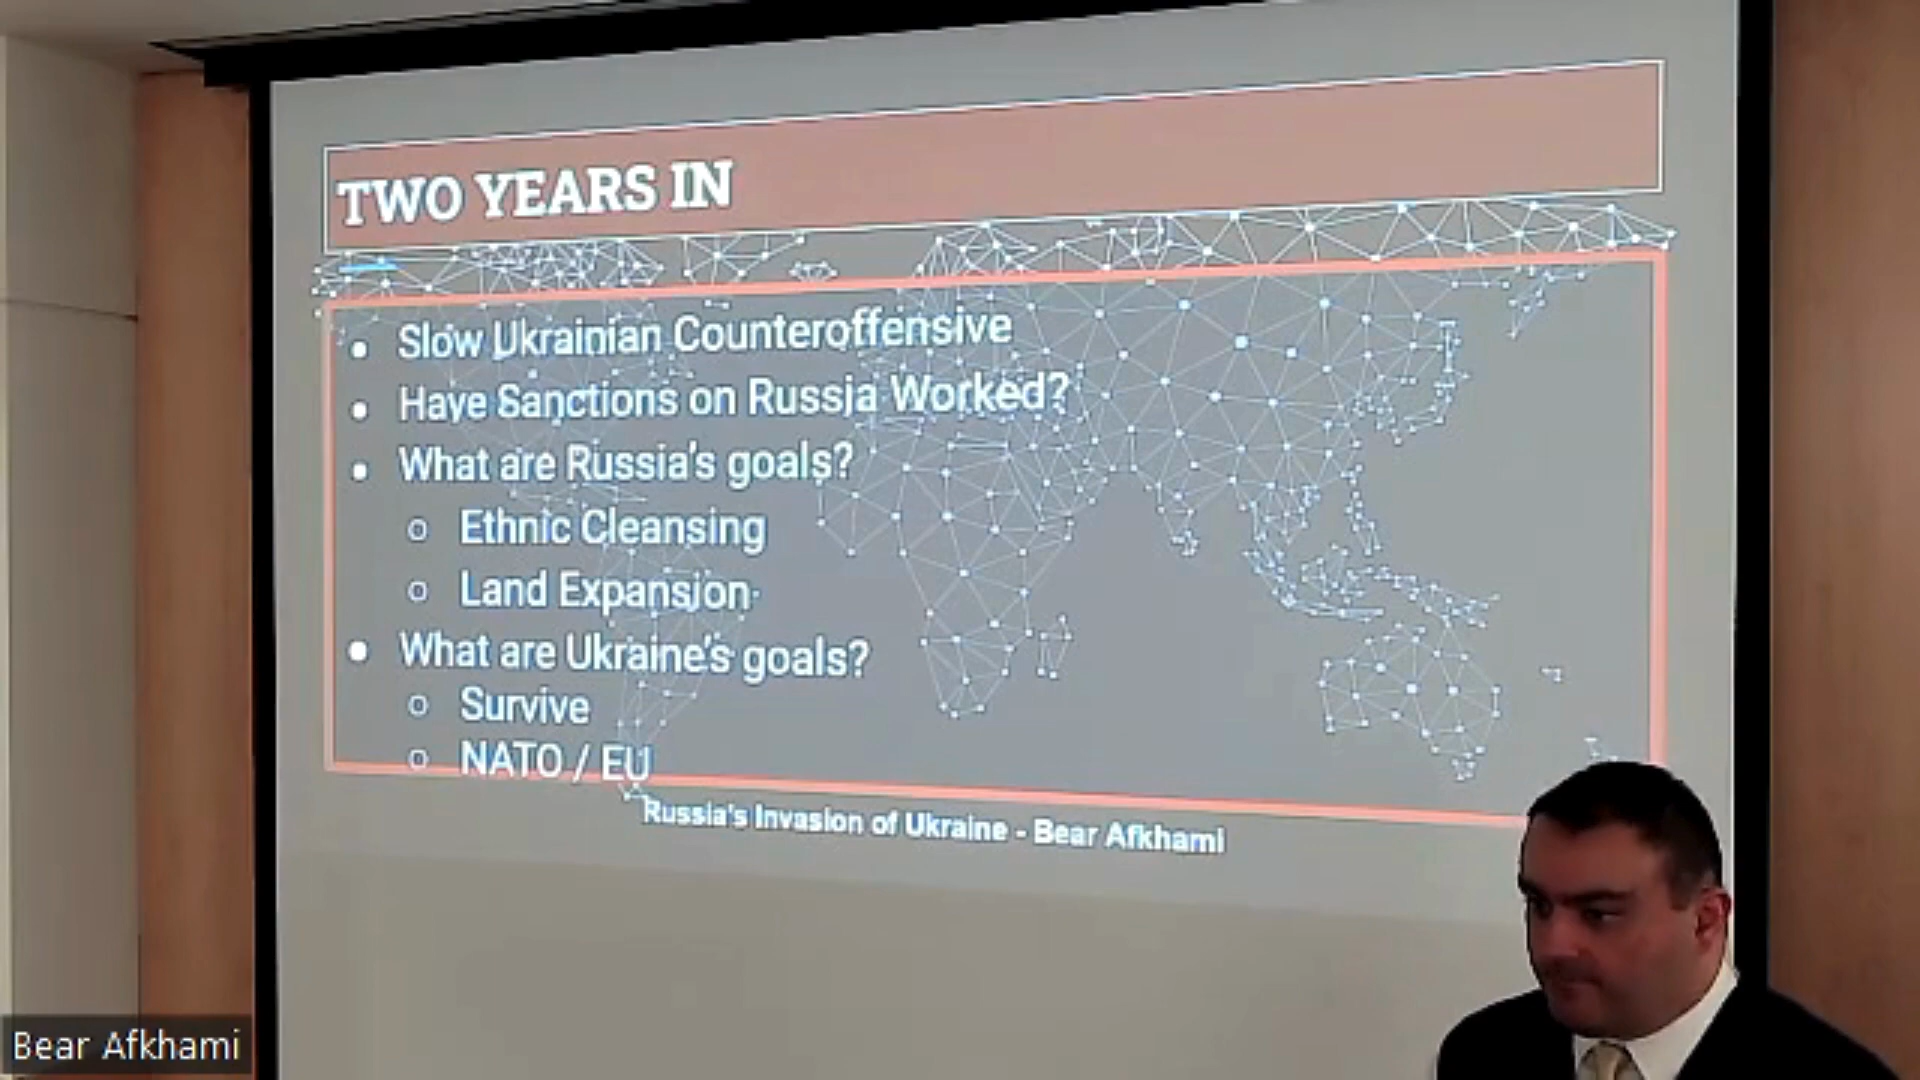 TWO YEARS IN
• Slow Ukrainian Counteroffensive
• Have Sanctions on Russia Worked?
• What are Russia's goals?
o Ethnic Cleansing
o Land Expansion
• What are Ukraine's goals?
o Survive
o NATO / EU
Russia's Invasion of Ukraine - Bear Afkhami
Bear Afkhami